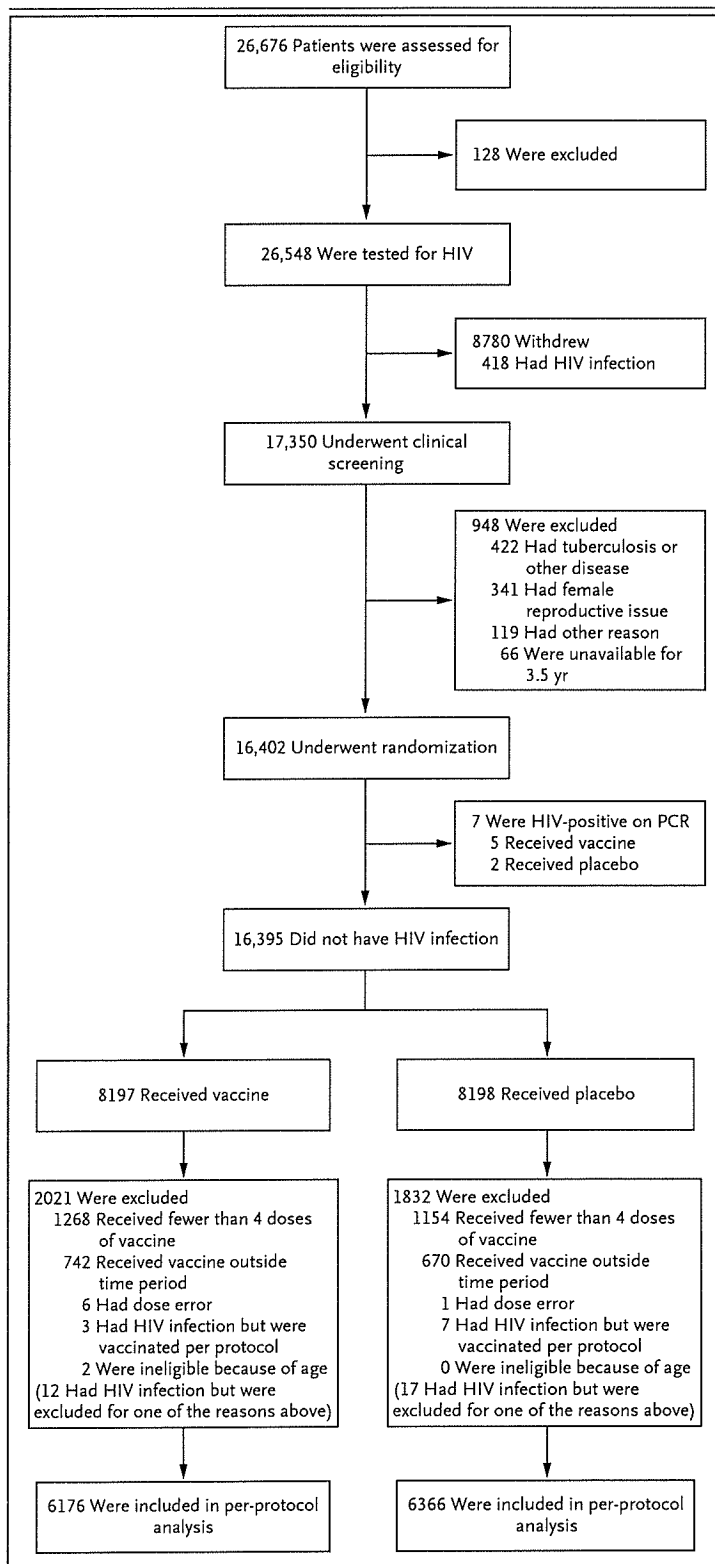 26,676 Patients were assessed for
eligibility
128 Were excluded
26,548 Were tested for HIV
8780 Withdrew
418 Had HIV infection
17,350 Underwent clinical
screening
948 Were excluded
422 Had tuberculosis or
other disease
341 Had female
reproductive issue
119 Had other reason
66 Were unavailable for
3.5 yr
16,402 Underwent randomization
7 Were HIV-positive on PCR
5 Received vaccine
2 Received placebo
16,395 Did not have HIV infection
8197 Received vaccine
8198 Received placebo
2021 Were excluded
1268 Received fewer than 4 doses
of vaccine
742 Received vaccine outside
time period
6 Had dose error
3 Had HIV infection but were
vaccinated per protocol
2 Were ineligible because of age
(12 Had HIV infection but were
excluded for one of the reasons above)
1832 Were excluded
1154 Received fewer than 4 doses
of vaccine
670 Received vaccine outside
time period
1 Had dose error
7 Had HIV infection but were
vaccinated per protocol
0 Were ineligible because of age
(17 Had HIV infection but were
excluded for one of the reasons above)
6176 Were included in per-protocol
analysis
6366 Were included in per-protocol
analysis